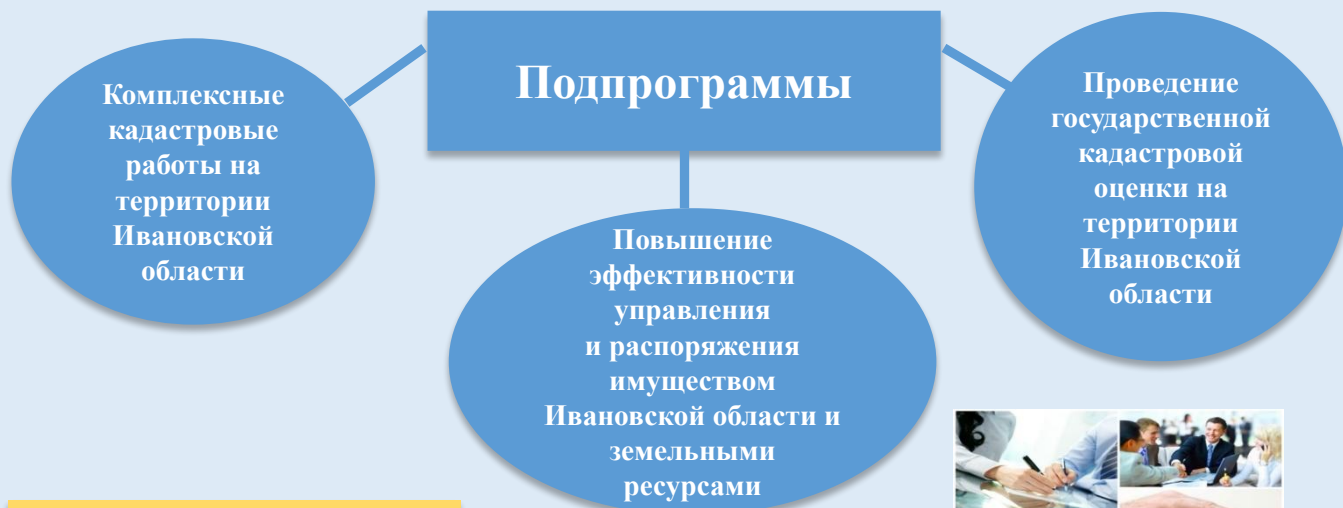 Подпрограммы
Комплексные
кадастровые
работы на
территории
Ивановской
области
Повышение
эффективности
управления
и распоряжения
имуществом
Ивановской области и
земельными
ресурсами
Проведение
государственной
кадастровой
оценки на
территории
Ивановской
области